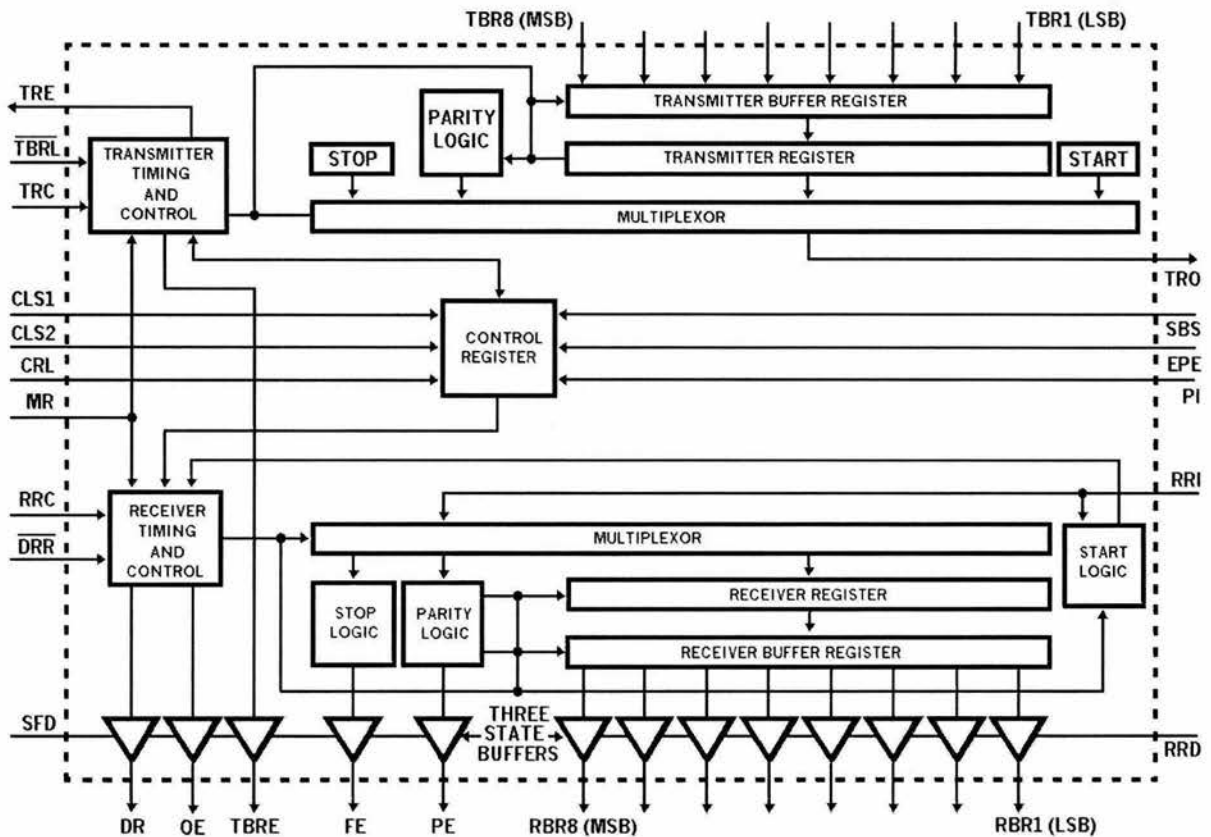 TBR8 (MSB)
TBR1 (LSB)
TRE
TRANSMITTER BUFFER REGISTER
PARITY
LOGIC
TBRL
TRANSMITTER
TIMING
AND
CONTROL
STOP
TRANSMITTER REGISTER
START
TRC
MULTIPLEXOR
TRO
CLS1
CONTROL
REGISTER
SBS
CLS2
EPE
CRL
PI
MR
RRC
RECEIVER
TIMING
AND
CONTROL
RRI
MULTIPLEXOR
START
LOGIC
DRR
STOP
LOGIC
PARITY
LOGIC
RECEIVER REGISTER
RECEIVER BUFFER REGISTER
SFD
THREE
STATE
BUFFERS
RRD
DR
OE
TBRE
FE
PE
RBR8 (MSB)
RBR1 (LSB)